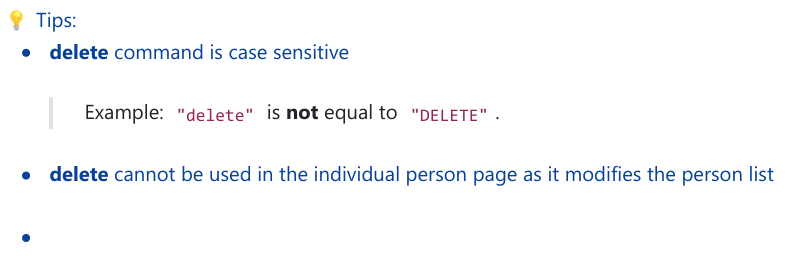 💡 Tips:
• delete command is case sensitive
Example: "delete" is not equal to "DELETE" .
• delete cannot be used in the individual person page as it modifies the person list
•